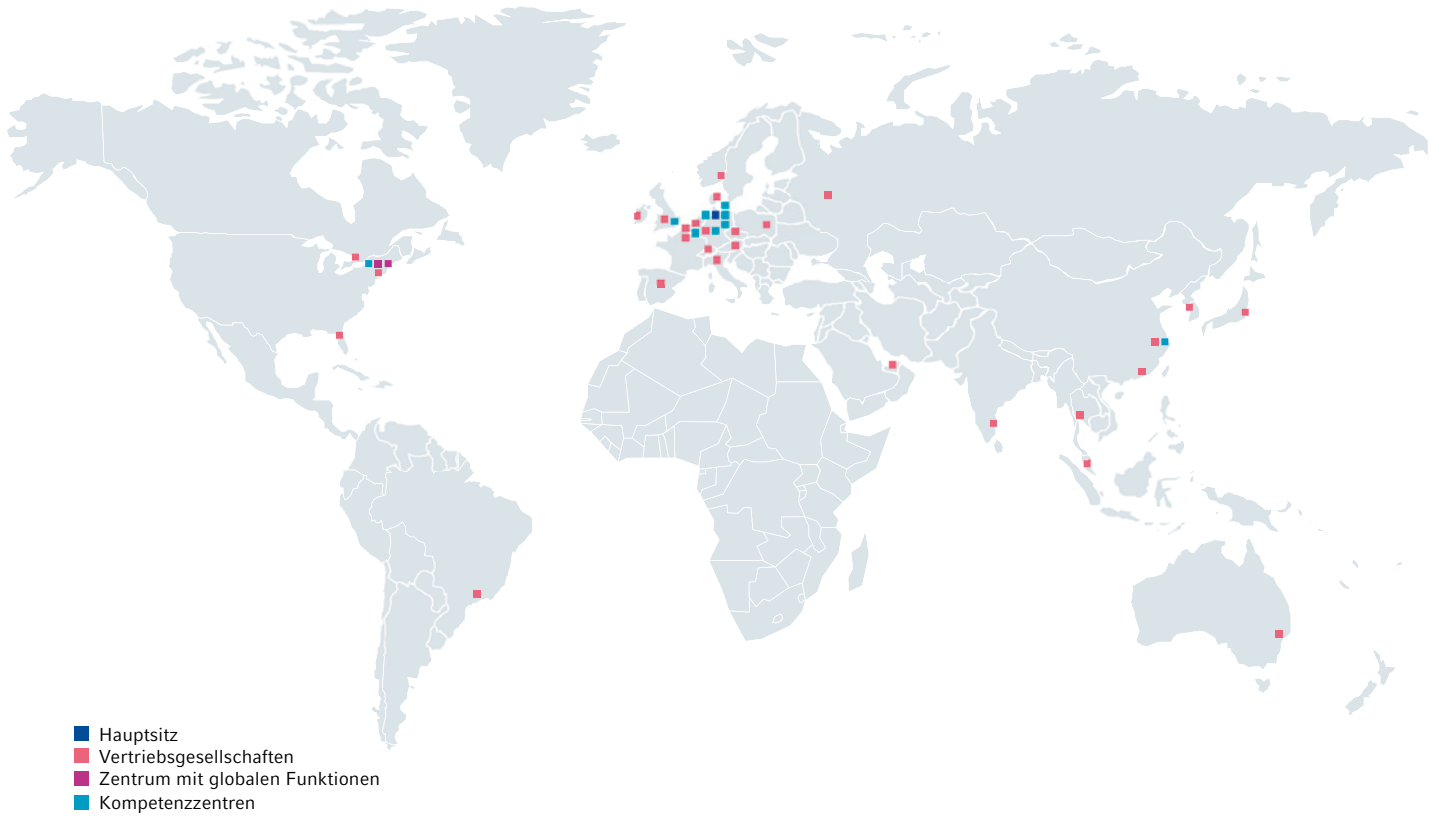 Hauptsitz
Vertriebsgesellschaften
Zentrum mit globalen Funktionen
Kompetenzzentren